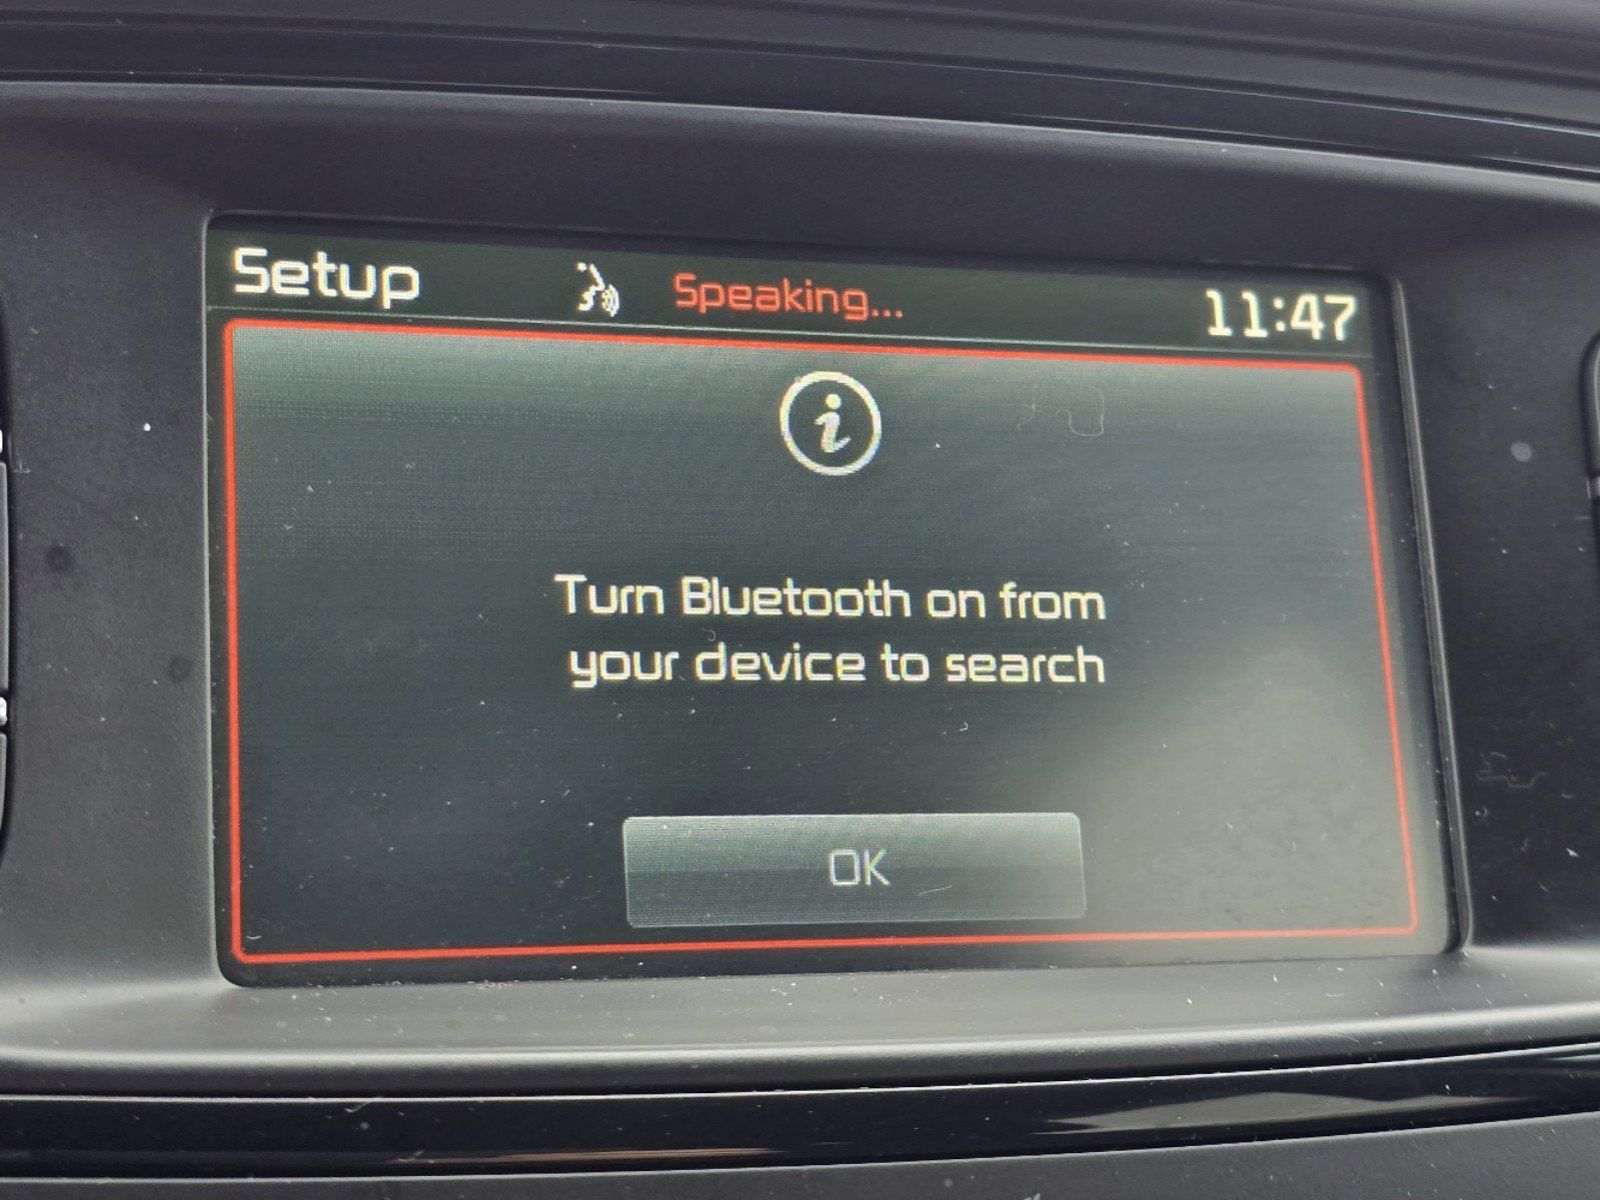 Setup
Speaking...
11:47
Turn Bluetooth on from
your device to search
OK